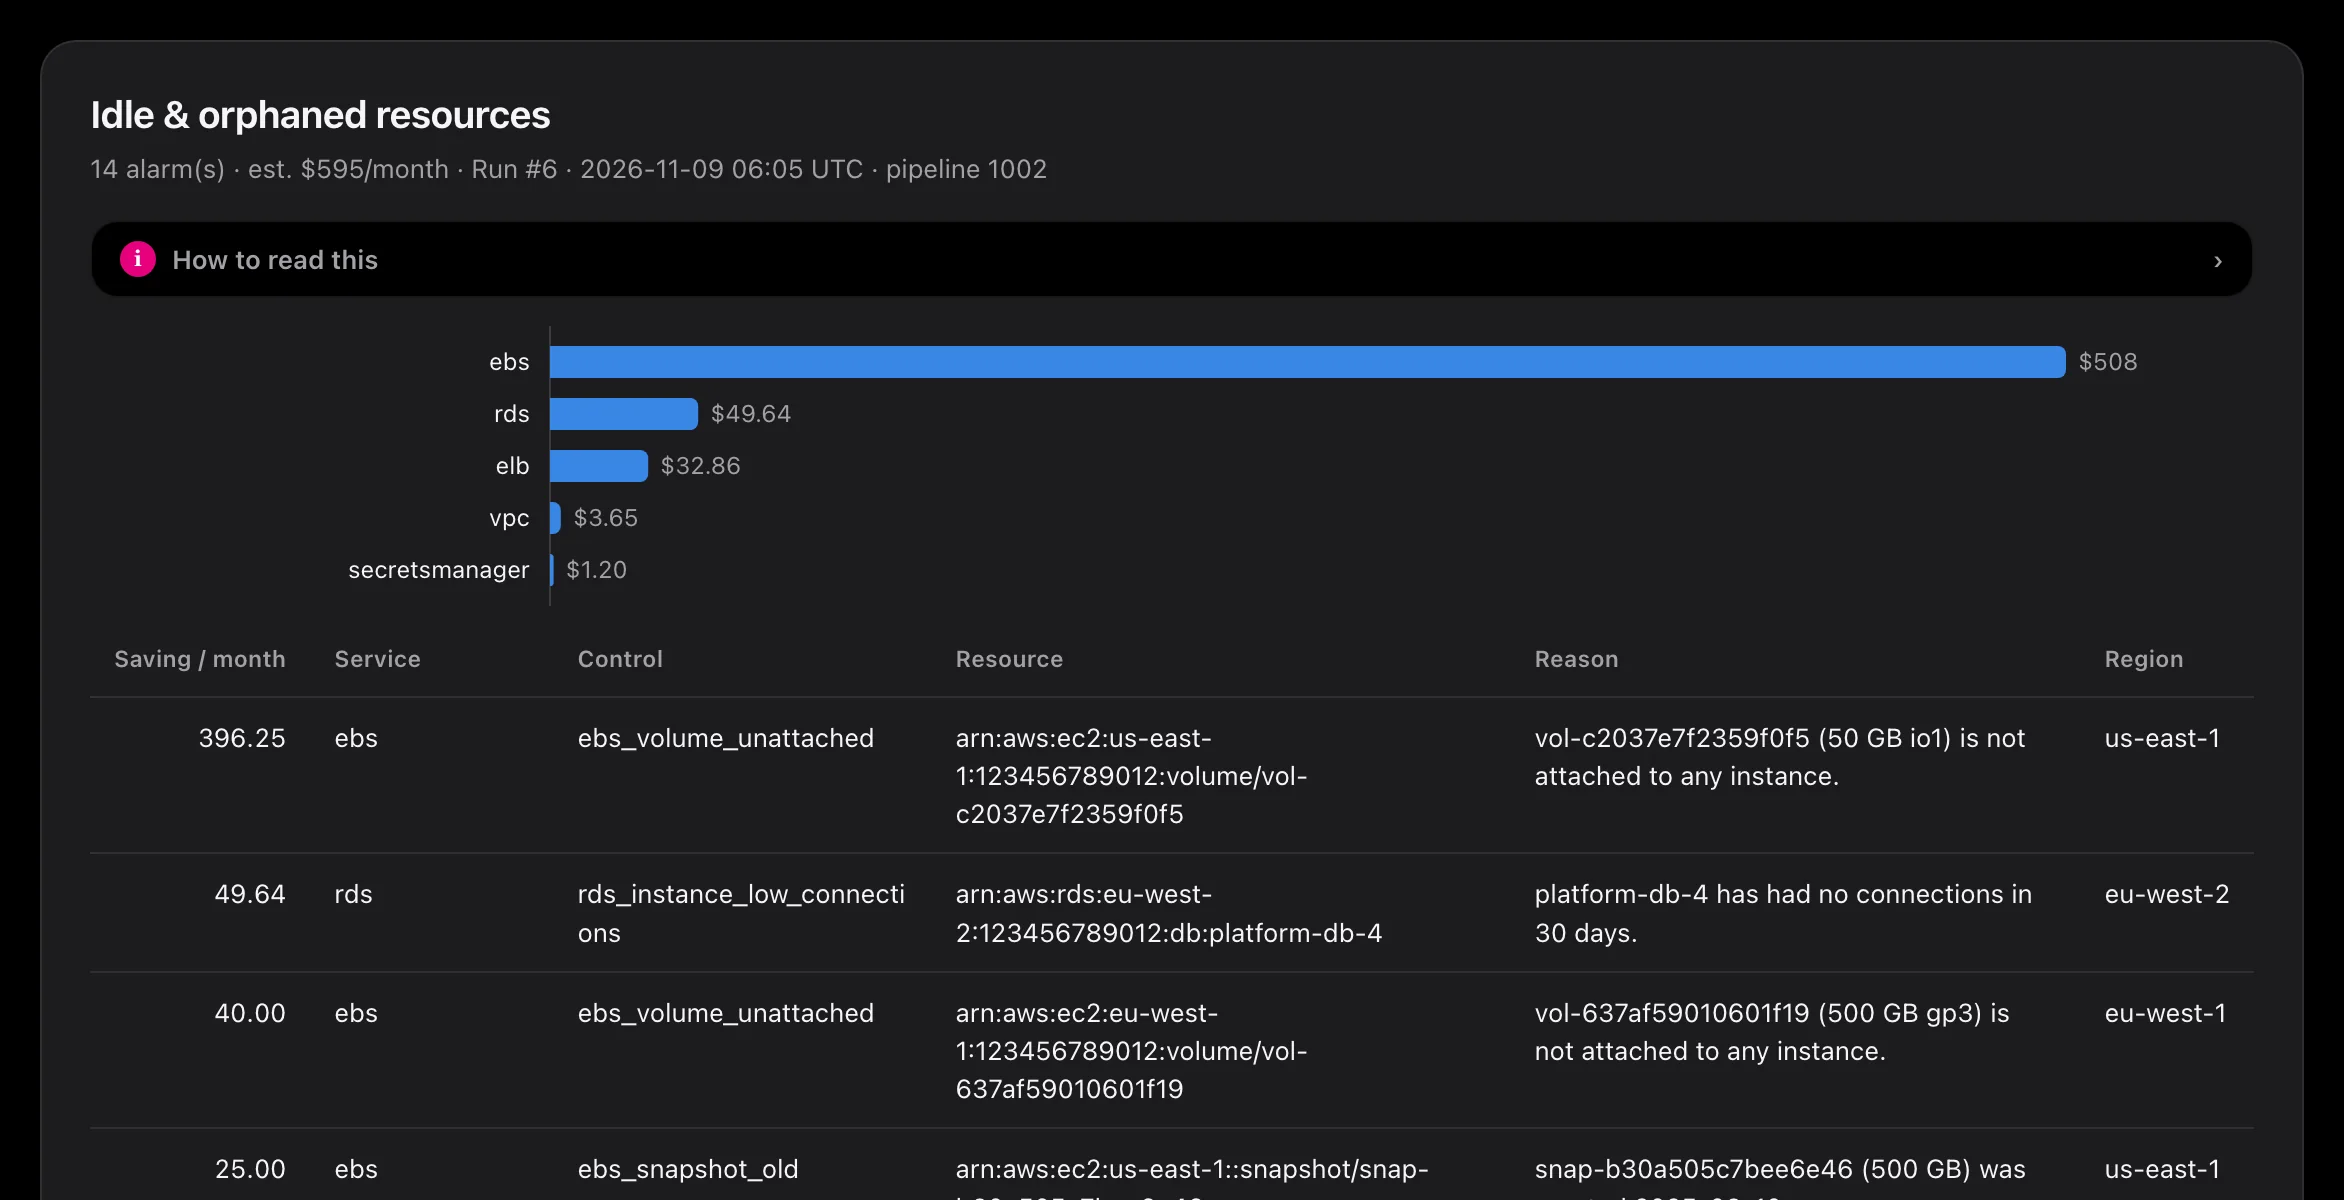 Idle & orphaned resources
14 alarm(s) · est. $595/month · Run #6 · 2026-11-09 06:05 UTC · pipeline 1002
i How to read this ›
ebs $508
rds $49.64
elb $32.86
vpc $3.65
secretsmanager $1.20
Saving / month Service Control Resource Reason Region
396.25 ebs ebs_volume_unattached arn:aws:ec2:us-east- vol-c2037e7f2359f0f5 (50 GB io1) is not us-east-1
1:123456789012:volume/vol- attached to any instance.
c2037e7f2359f0f5
49.64 rds rds_instance_low_connecti arn:aws:rds:eu-west- platform-db-4 has had no connections in eu-west-2
ons 2:123456789012:db:platform-db-4 30 days.
40.00 ebs ebs_volume_unattached arn:aws:ec2:eu-west- vol-637af59010601f19 (500 GB gp3) is eu-west-1
1:123456789012:volume/vol- not attached to any instance.
637af59010601f19
25.00 ebs ebs_snapshot_old arn:aws:ec2:us-east-1::snapshot/snap- snap-b30a505c7bee6e46 (500 GB) was us-east-1